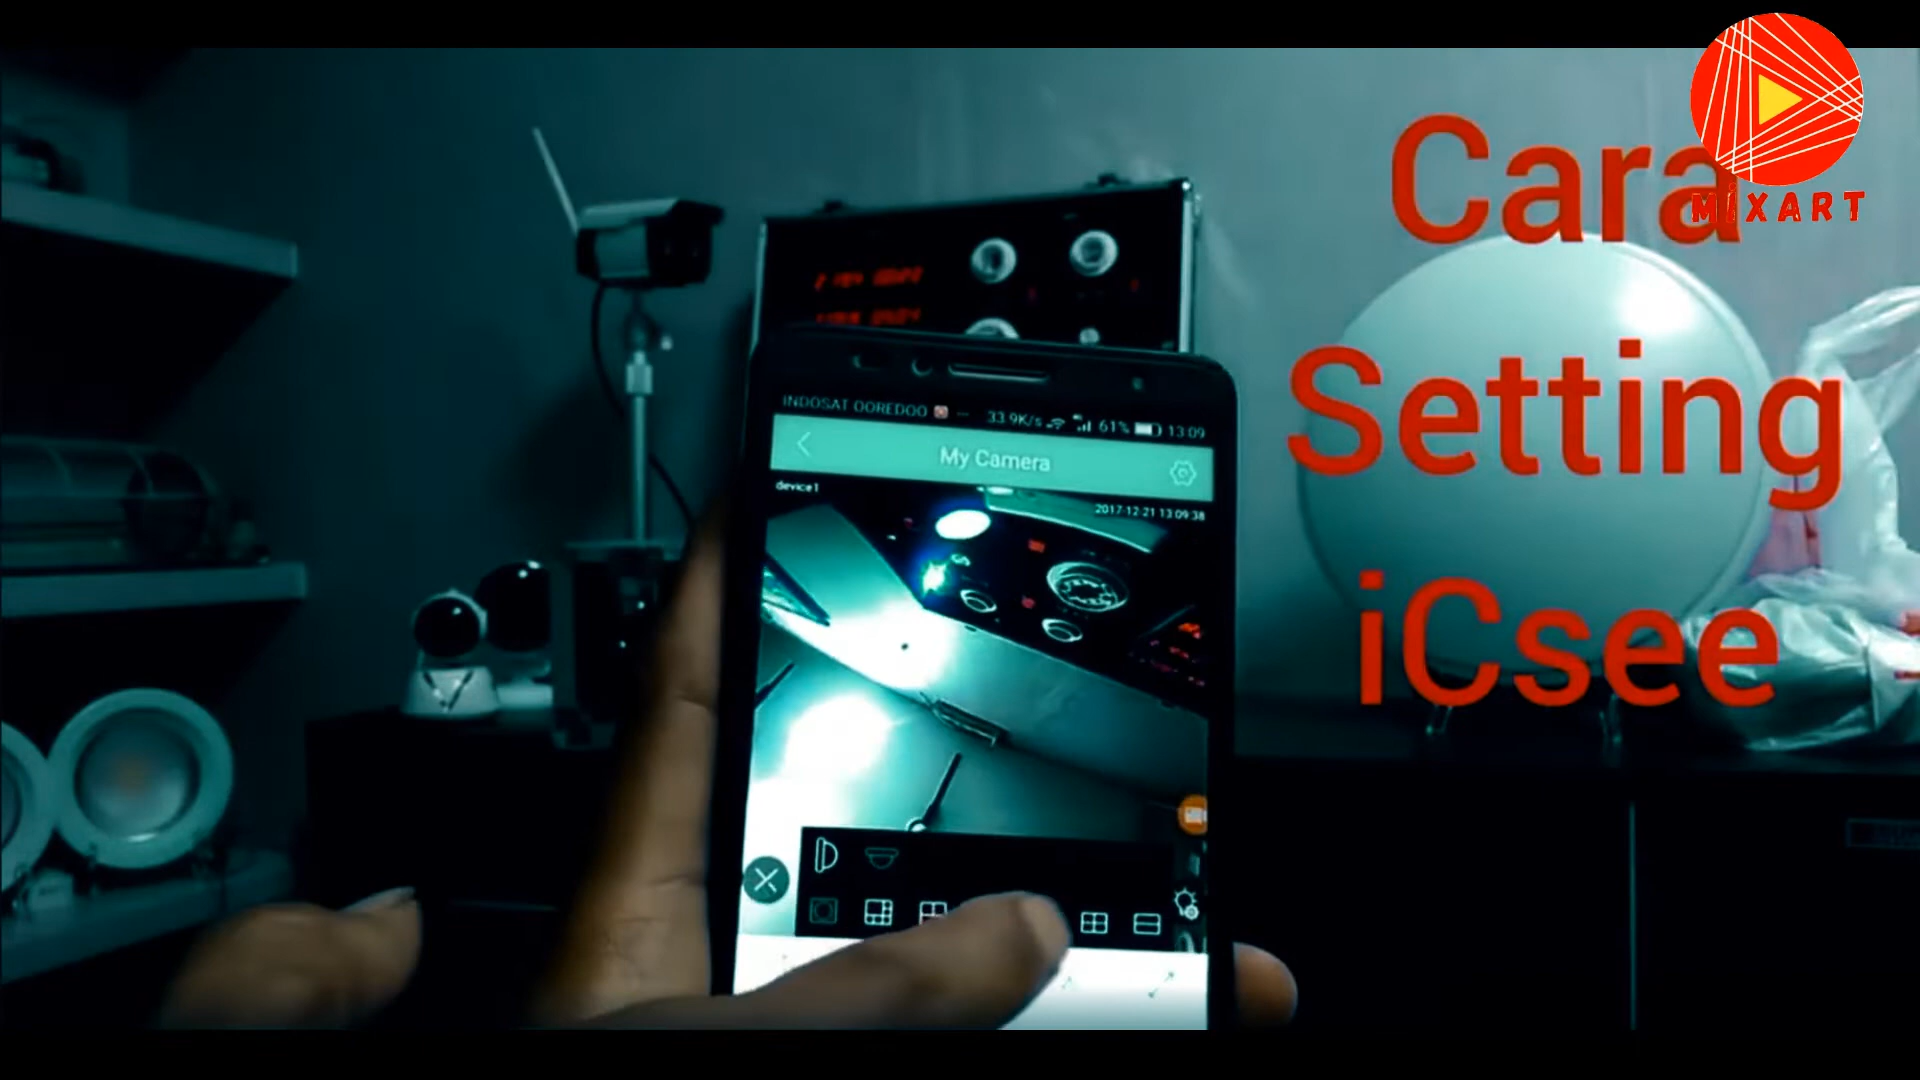 Cara
MIXART
Setting
iCsee
INDOSAT OOREDOO 33.9K/s 61% 13:09
My Camera
device1
2017-12-21 13:09:38